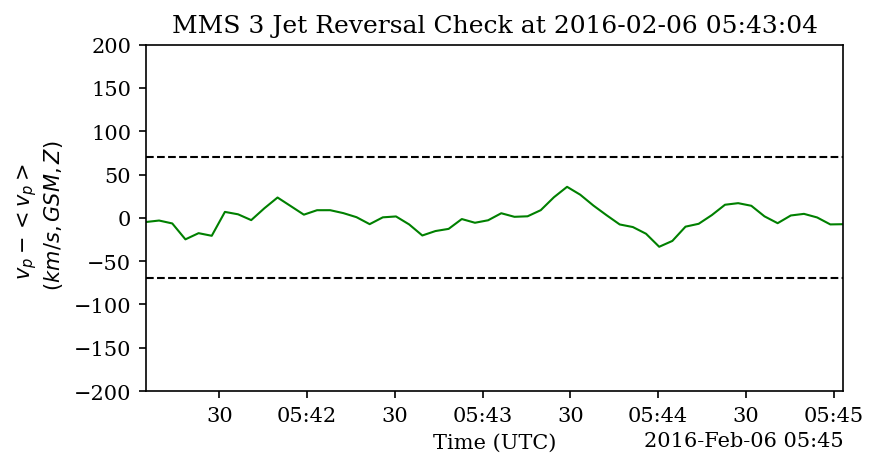 MMS 3 Jet Reversal Check at 2016-02-06 05:43:04
200
150
100
50
0
−50
−100
−150
−200
v_p − < v_p >
(km/s, GSM, Z)
30 05:42 30 05:43 30 05:44 30 05:45
Time (UTC)
2016-Feb-06 05:45